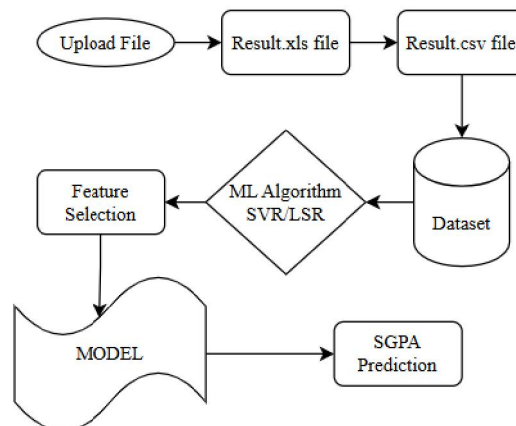 Upload File
Result.xls file
Result.csv file
Dataset
ML Algorithm
SVR/LSR
Feature
Selection
MODEL
SGPA
Prediction